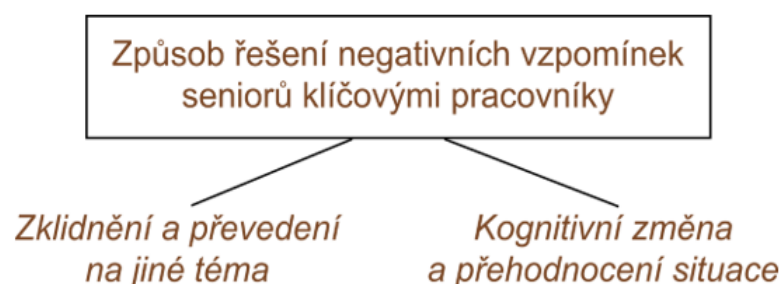 Způsob řešení negativních vzpomínek
seniorů klíčovými pracovníky
Zklidnění a převedení
na jiné téma
Kognitivní změna
a přehodnocení situace